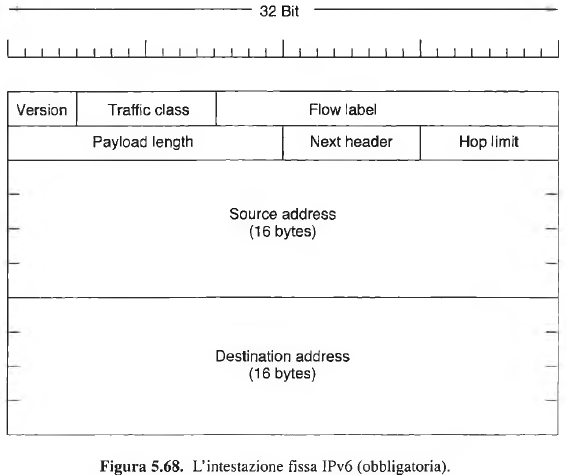 32 Bit
Version Traffic class Flow label
Payload length Next header Hop limit
Source address
(16 bytes)
Destination address
(16 bytes)
Figura 5.68. L'intestazione fissa IPv6 (obbligatoria).